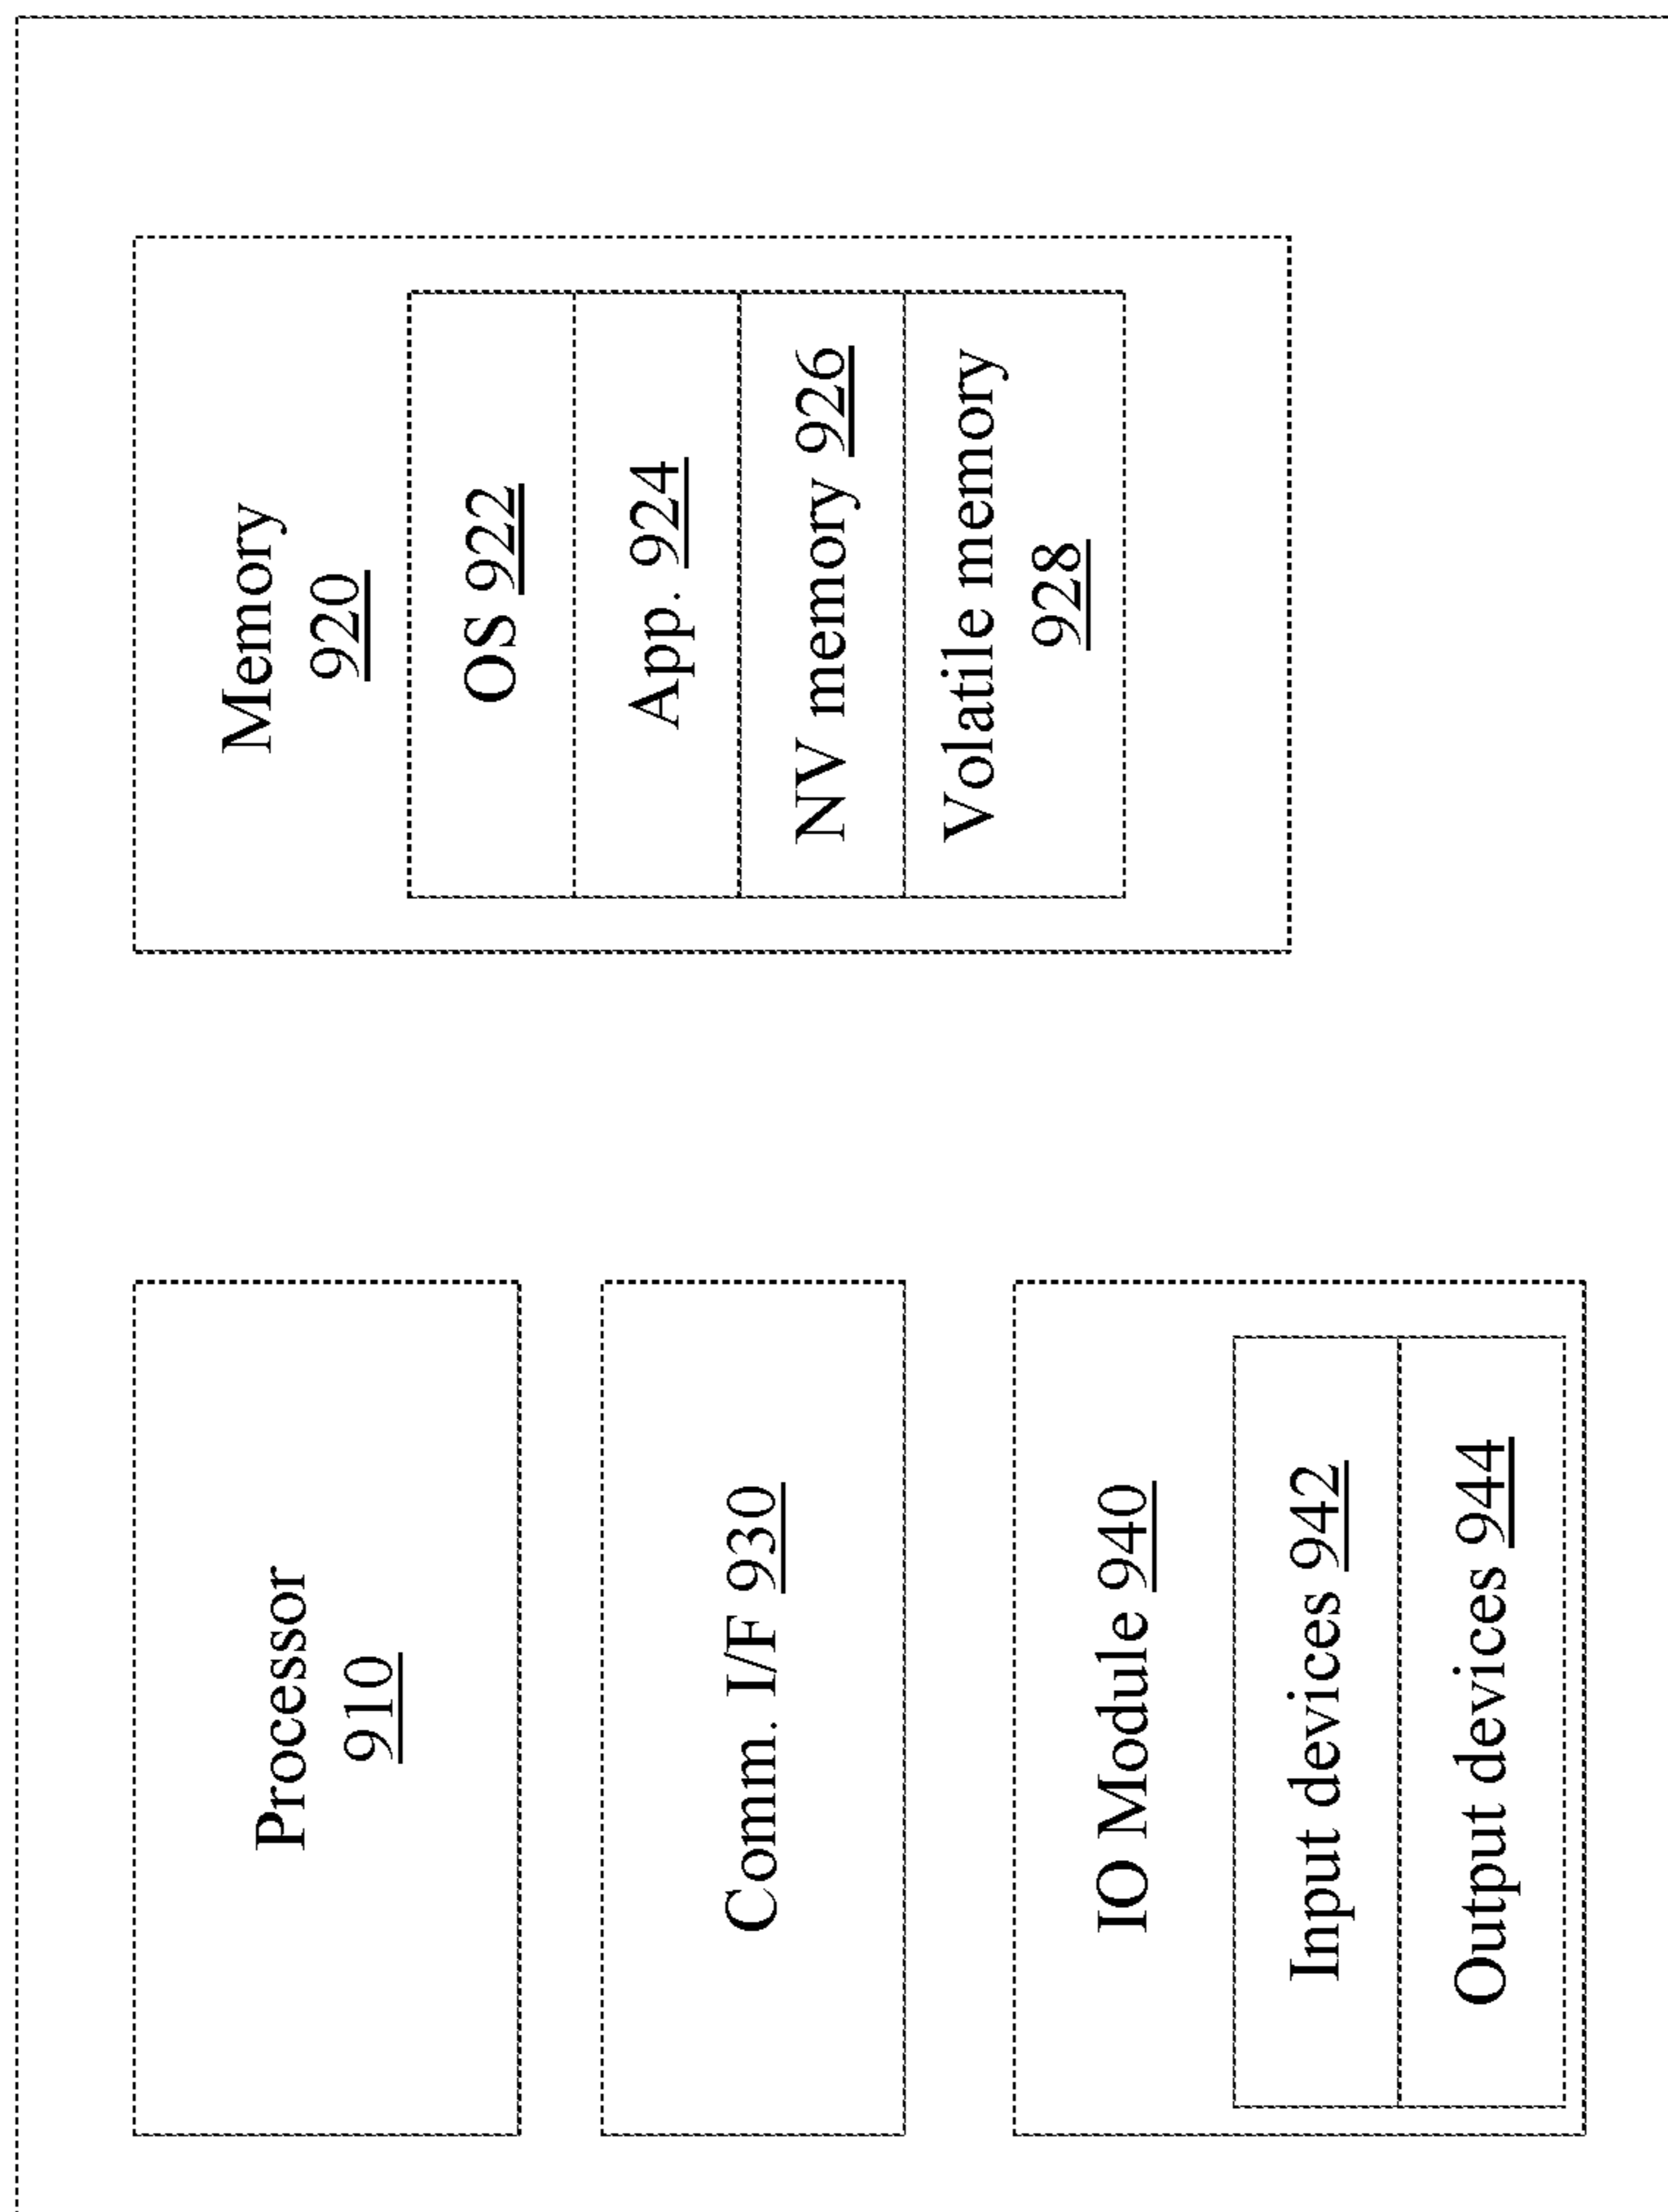 Processor
910
Comm. I/F 930
IO Module 940
Input devices 942
Output devices 944
Memory
920
OS 922
App. 924
NV memory 926
Volatile memory
928